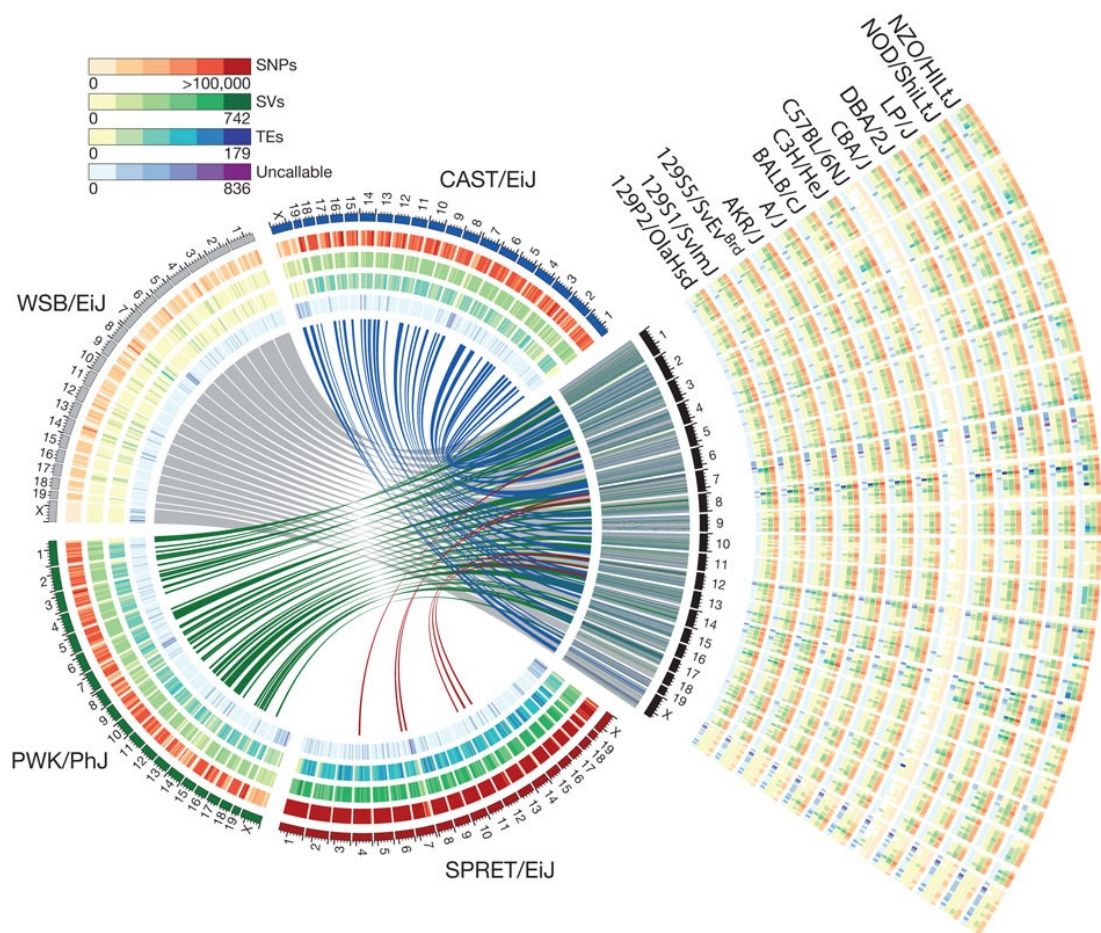 SNPs
0 >100,000
SVs
0 742
TEs
0 179
Uncallable
0 836
CAST/EiJ
X 19 18 17 16 15 14 13 12 11 10 9 8 7 6 5 4 3 2 1
WSB/EiJ
1 2 3 4 5 6 7 8 9 10 11 12 13 14 15 16 17 18 19 X
PWK/PhJ
1 2 3 4 5 6 7 8 9 10 11 12 13 14 15 16 17 18 19 X
SPRET/EiJ
1 2 3 4 5 6 7 8 9 10 11 12 13 14 15 16 17 18 19 X
1 2 3 4 5 6 7 8 9 10 11 12 13 14 15 16 17 18 19 X
129P2/OlaHsd
129S1/SvImJ
129S5/SvEvBrd
AKR/J
A/J
BALB/cJ
C3H/HeJ
C57BL/6NJ
CBA/J
DBA/2J
LP/J
NOD/ShiLtJ
NZO/HlLtJ